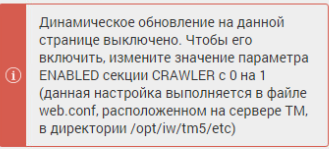 Динамическое обновление на данной
странице выключено. Чтобы его
включить, измените значение параметра
ENABLED секции CRAWLER с 0 на 1
(данная настройка выполняется в файле
web.conf, расположенном на сервере ТМ,
в директории /opt/iw/tm5/etc)